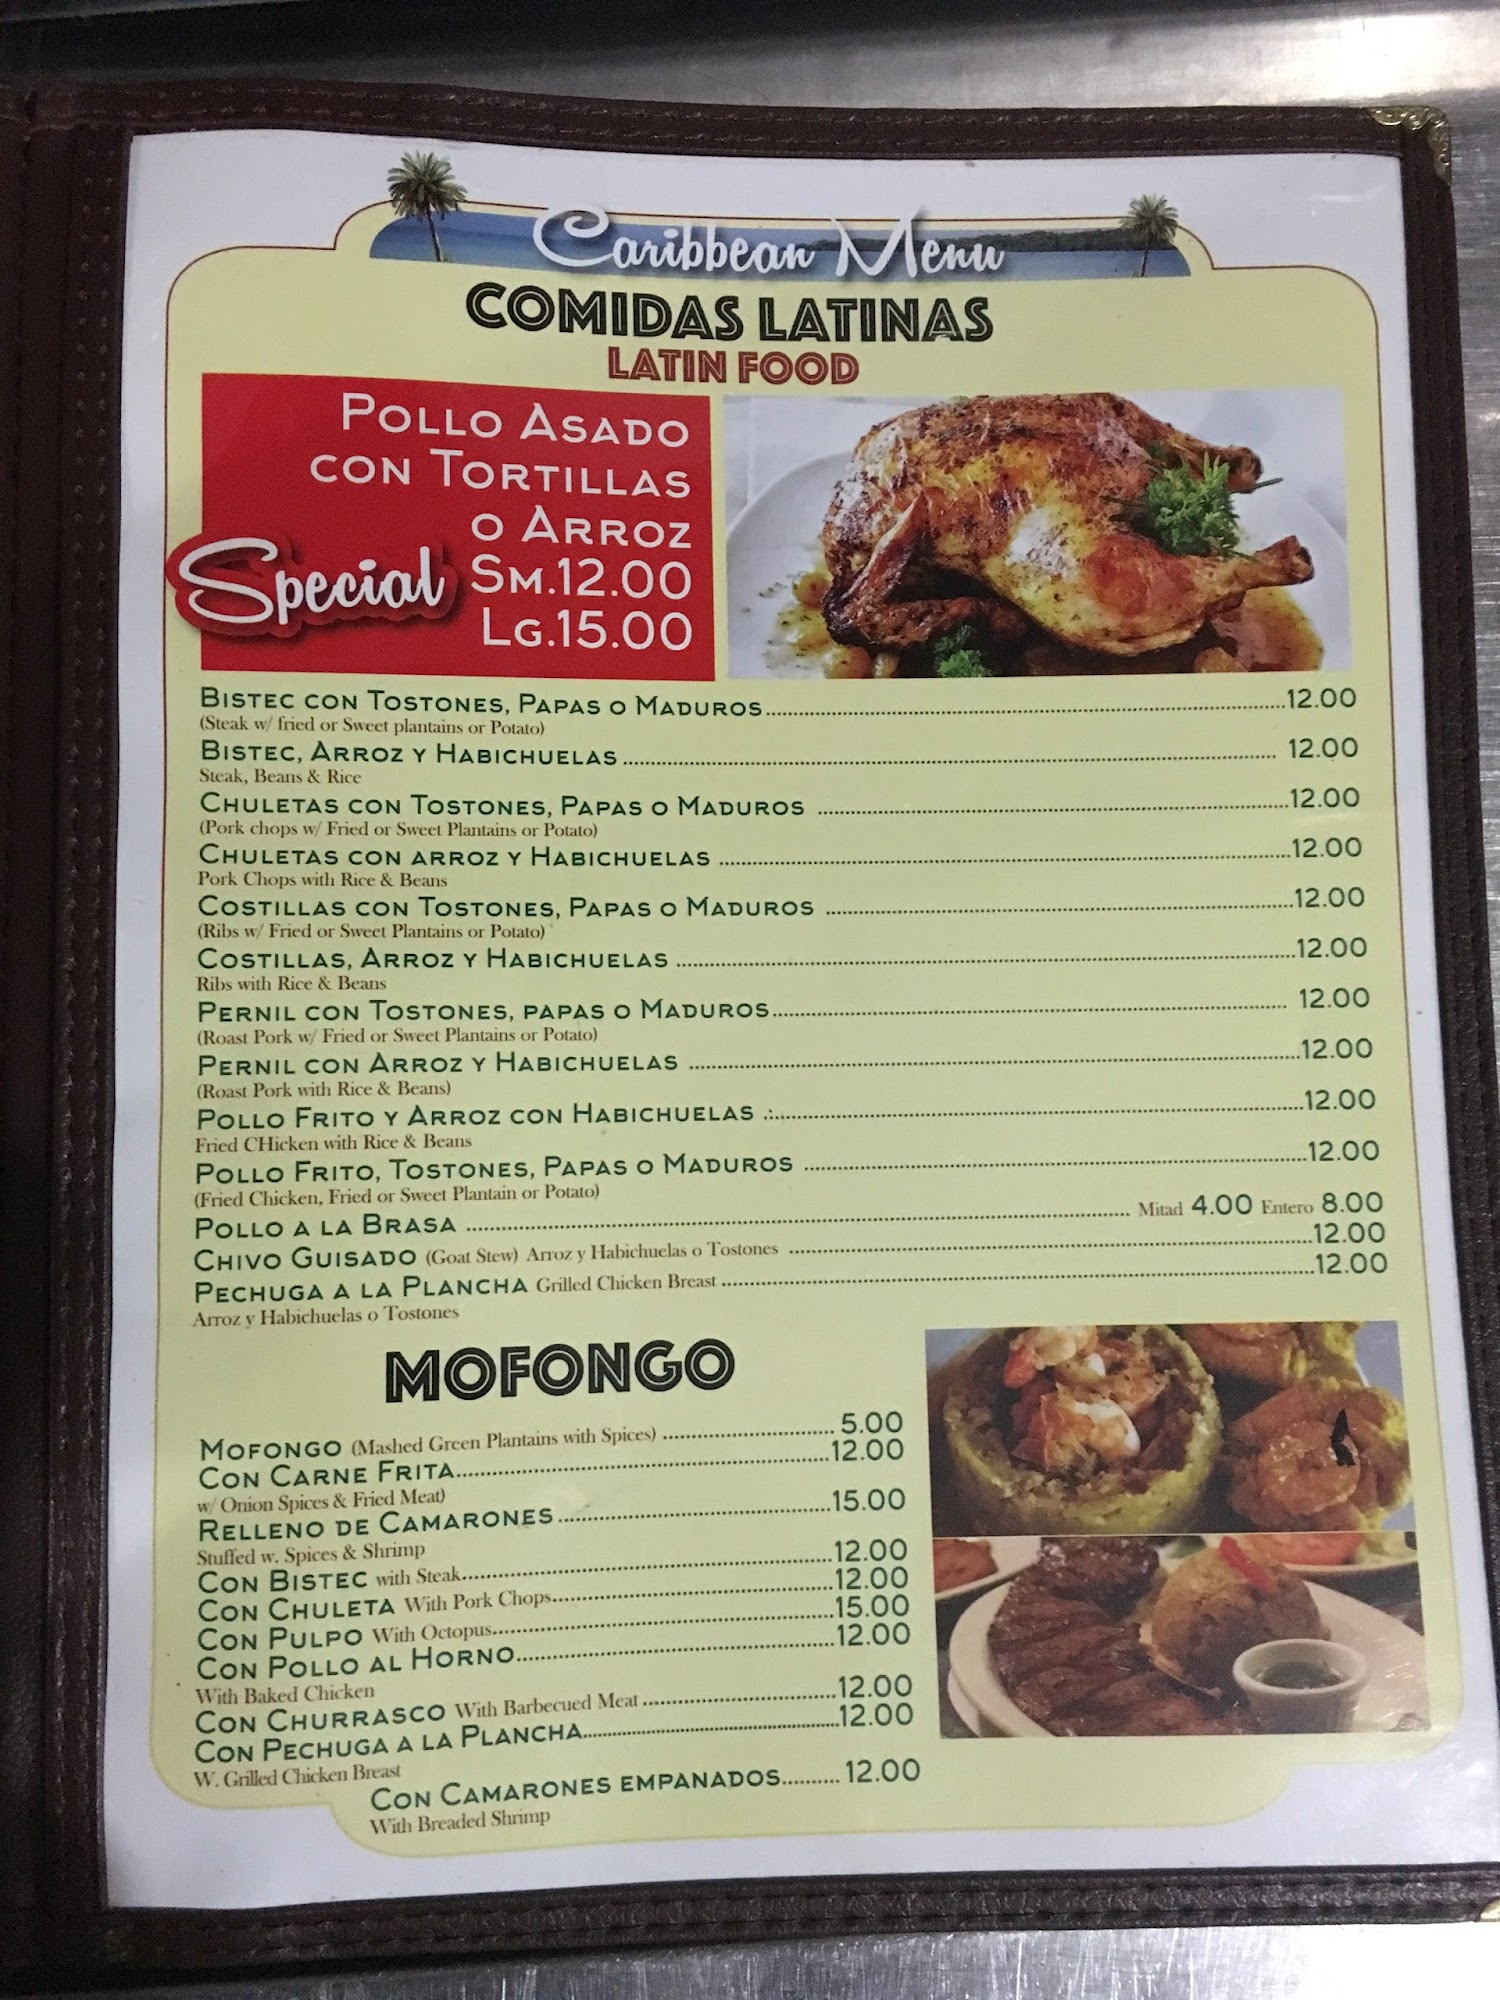 Caribbean Menu
COMIDAS LATINAS
LATIN FOOD
POLLO ASADO
CON TORTILLAS
O ARROZ
Special SM.12.00
LG.15.00
BISTEC CON TOSTONES, PAPAS O MADUROS 12.00
(Steak w/ fried or Sweet plantains or Potato)
BISTEC, ARROZ Y HABICHUELAS 12.00
Steak, Beans & Rice
CHULETAS CON TOSTONES, PAPAS O MADUROS 12.00
(Pork chops w/ Fried or Sweet Plantains or Potato)
CHULETAS CON ARROZ Y HABICHUELAS 12.00
Pork Chops with Rice & Beans
COSTILLAS CON TOSTONES, PAPAS O MADUROS 12.00
(Ribs w/ Fried or Sweet Plantains or Potato)
COSTILLAS, ARROZ Y HABICHUELAS 12.00
Ribs with Rice & Beans
PERNIL CON TOSTONES, PAPAS O MADUROS 12.00
(Roast Pork w/ Fried or Sweet Plantains or Potato)
PERNIL CON ARROZ Y HABICHUELAS 12.00
(Roast Pork with Rice & Beans)
POLLO FRITO Y ARROZ CON HABICHUELAS 12.00
Fried CHicken with Rice & Beans
POLLO FRITO, TOSTONES, PAPAS O MADUROS 12.00
(Fried Chicken, Fried or Sweet Plantain or Potato)
POLLO A LA BRASA Mitad 4.00 Entero 8.00
CHIVO GUISADO (Goat Stew) Arroz y Habichuelas o Tostones 12.00
PECHUGA A LA PLANCHA Grilled Chicken Breast 12.00
Arroz y Habichuelas o Tostones
MOFONGO
MOFONGO (Mashed Green Plantains with Spices) 5.00
CON CARNE FRITA 12.00
w/ Onion Spices & Fried Meat)
RELLENO DE CAMARONES 15.00
Stuffed w. Spices & Shrimp
CON BISTEC with Steak 12.00
CON CHULETA With Pork Chops 12.00
CON PULPO With Octopus 15.00
CON POLLO AL HORNO 12.00
With Baked Chicken
CON CHURRASCO With Barbecued Meat 12.00
CON PECHUGA A LA PLANCHA 12.00
W. Grilled Chicken Breast
CON CAMARONES EMPANADOS 12.00
With Breaded Shrimp